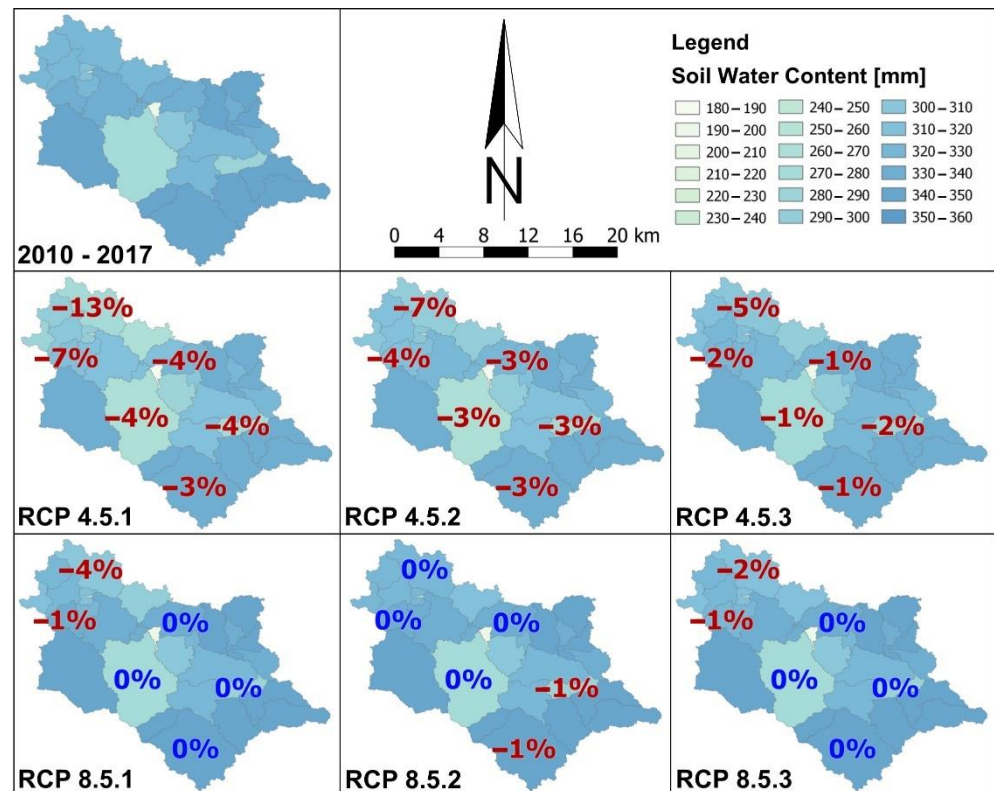 2010 - 2017
N
0 4 8 12 16 20 km
Legend
Soil Water Content [mm]
180–190 240–250 300–310
190–200 250–260 310–320
200–210 260–270 320–330
210–220 270–280 330–340
220–230 280–290 340–350
230–240 290–300 350–360
–13%
–7% –4%
–4% –4%
–3%
RCP 4.5.1
–7%
–4% –3%
–3% –3%
–3%
RCP 4.5.2
–5%
–2% –1%
–1% –2%
–1%
RCP 4.5.3
–4%
–1% 0%
0% 0%
0%
RCP 8.5.1
0%
0% 0%
0% –1%
–1%
RCP 8.5.2
–2%
–1% 0%
0% 0%
0%
RCP 8.5.3